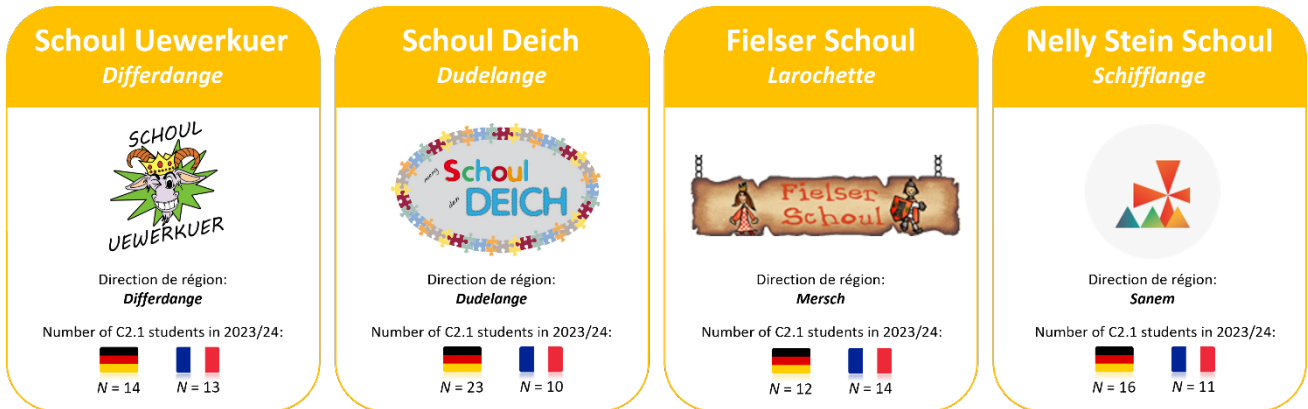 Schoul Uewerkuer
Differdange
SCHOUL
UEWERKUER
Direction de région:
Differdange
Number of C2.1 students in 2023/24:
N = 14
N = 13
Schoul Deich
Dudelange
meng
Schoul
den
DEICH
Direction de région:
Dudelange
Number of C2.1 students in 2023/24:
N = 23
N = 10
Fielser Schoul
Larochette
Fielser
Schoul
Direction de région:
Mersch
Number of C2.1 students in 2023/24:
N = 12
N = 14
Nelly Stein Schoul
Schifflange
Direction de région:
Sanem
Number of C2.1 students in 2023/24:
N = 16
N = 11